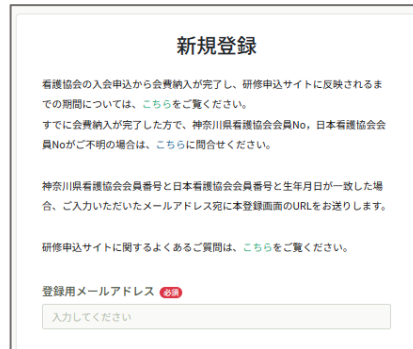 新規登録
看護協会の入会申込から会費納入が完了し、研修申込サイトに反映されるま
での期間については、こちらをご覧ください。
すでに会費納入が完了した方で、神奈川県看護協会会員No，日本看護協会会
員Noがご不明の場合は、こちらに問合せください。
神奈川県看護協会会員番号と日本看護協会会員番号と生年月日が一致した場
合、ご入力いただいたメールアドレス宛に本登録画面のURLをお送りします。
研修申込サイトに関するよくあるご質問は、こちらをご覧ください。
登録用メールアドレス 必須
入力してください